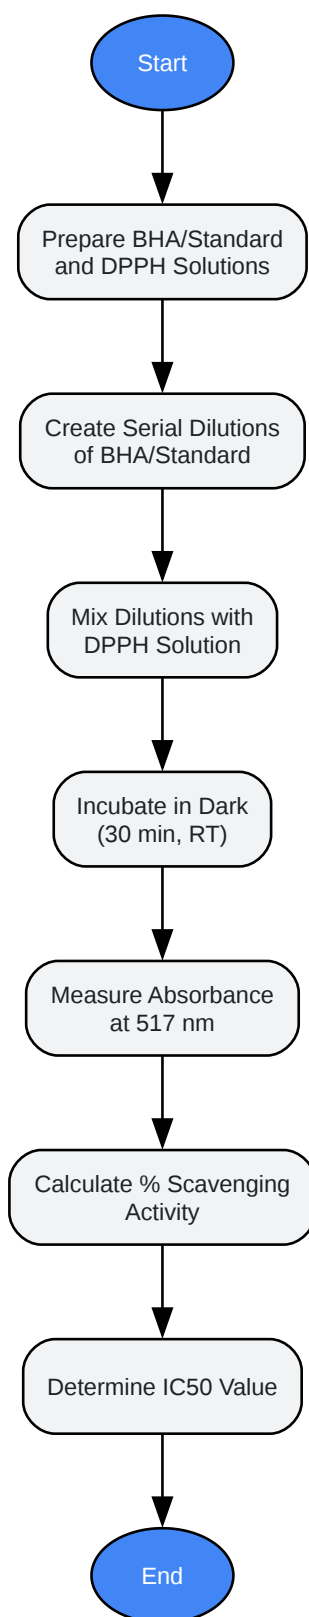 Start
Prepare BHA/Standard
and DPPH Solutions
Create Serial Dilutions
of BHA/Standard
Mix Dilutions with
DPPH Solution
Incubate in Dark
(30 min, RT)
Measure Absorbance
at 517 nm
Calculate % Scavenging
Activity
Determine IC50 Value
End